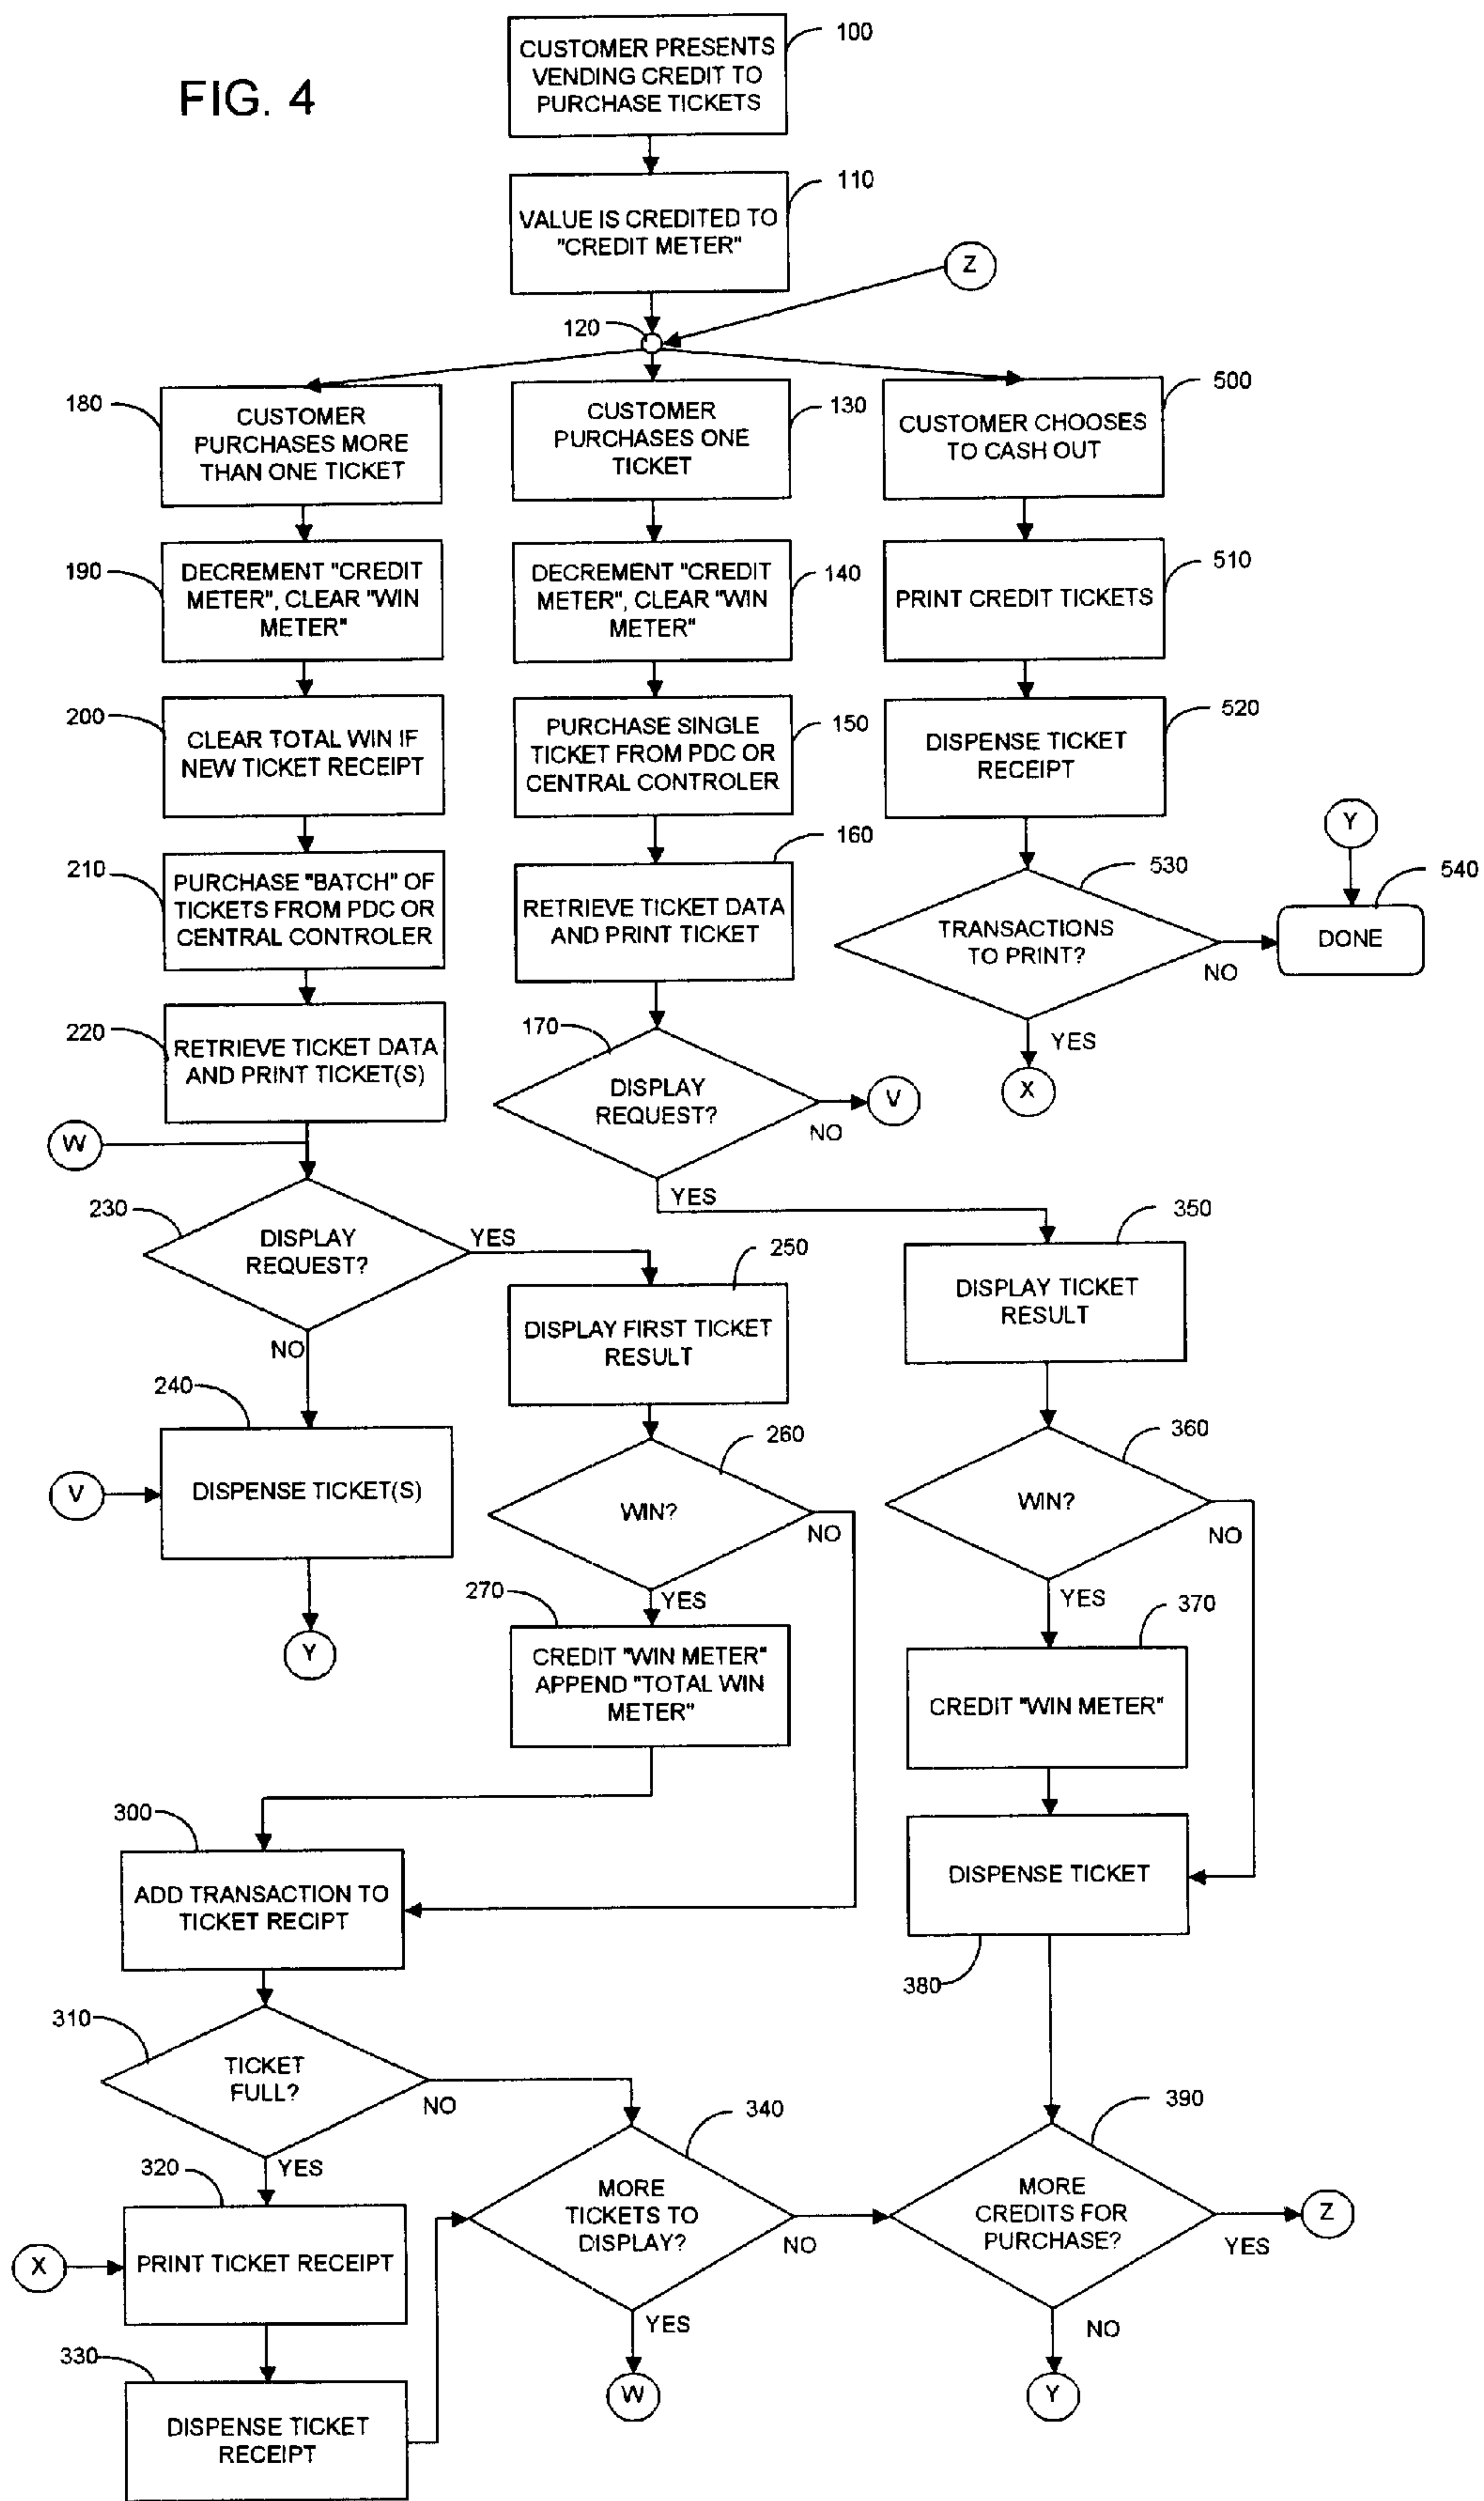 FIG. 4
100
CUSTOMER PRESENTS
VENDING CREDIT TO
PURCHASE TICKETS
110
VALUE IS CREDITED TO
"CREDIT METER"
Z
120
180
CUSTOMER
PURCHASES MORE
THAN ONE TICKET
CUSTOMER
PURCHASES ONE
TICKET
130
CUSTOMER CHOOSES
TO CASH OUT
500
190
DECREMENT "CREDIT
METER", CLEAR "WIN
METER"
DECREMENT "CREDIT
METER", CLEAR "WIN
METER"
140
PRINT CREDIT TICKETS
510
200
CLEAR TOTAL WIN IF
NEW TICKET RECEIPT
PURCHASE SINGLE
TICKET FROM PDC OR
CENTRAL CONTROLER
150
DISPENSE TICKET
RECEIPT
520
210
PURCHASE "BATCH" OF
TICKETS FROM PDC OR
CENTRAL CONTROLER
160
RETRIEVE TICKET DATA
AND PRINT TICKET
530
TRANSACTIONS
TO PRINT?
NO
YES
X
Y
540
DONE
220
RETRIEVE TICKET DATA
AND PRINT TICKET(S)
170
DISPLAY
REQUEST?
NO
V
YES
W
230
DISPLAY
REQUEST?
YES
NO
250
DISPLAY FIRST TICKET
RESULT
350
DISPLAY TICKET
RESULT
240
V
DISPENSE TICKET(S)
Y
260
WIN?
NO
YES
360
WIN?
NO
YES
270
CREDIT "WIN METER"
APPEND "TOTAL WIN
METER"
370
CREDIT "WIN METER"
300
ADD TRANSACTION TO
TICKET RECIPT
DISPENSE TICKET
380
310
TICKET
FULL?
NO
YES
340
MORE
TICKETS TO
DISPLAY?
NO
YES
W
390
MORE
CREDITS FOR
PURCHASE?
YES
Z
NO
Y
320
X
PRINT TICKET RECEIPT
330
DISPENSE TICKET
RECEIPT